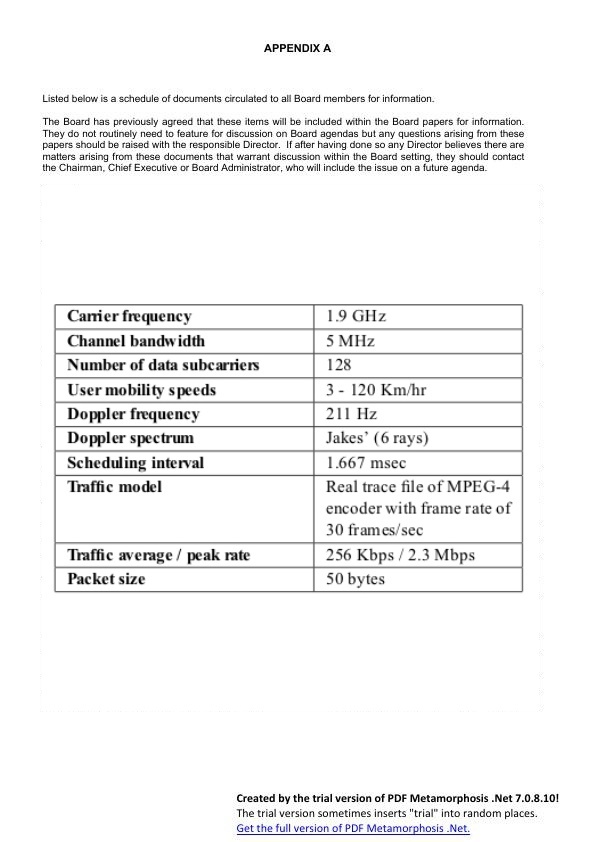 APPENDIX A
Listed below is a schedule of documents circulated to all Board members for information.
The Board has previously agreed that these items will be included within the Board papers for information.
They do not routinely need to feature for discussion on Board agendas but any questions arising from these
papers should be raised with the responsible Director.  If after having done so any Director believes there are
matters arising from these documents that warrant discussion within the Board setting, they should contact
the Chairman, Chief Executive or Board Administrator, who will include the issue on a future agenda.
Carrier frequency 1.9 GHz
Channel bandwidth 5 MHz
Number of data subcarriers 128
User mobility speeds 3 - 120 Km/hr
Doppler frequency 211 Hz
Doppler spectrum Jakes’ (6 rays)
Scheduling interval 1.667 msec
Traffic model Real trace file of MPEG-4
encoder with frame rate of
30 frames/sec
Traffic average / peak rate 256 Kbps / 2.3 Mbps
Packet size 50 bytes
Created by the trial version of PDF Metamorphosis .Net 7.0.8.10!
The trial version sometimes inserts "trial" into random places.
Get the full version of PDF Metamorphosis .Net.